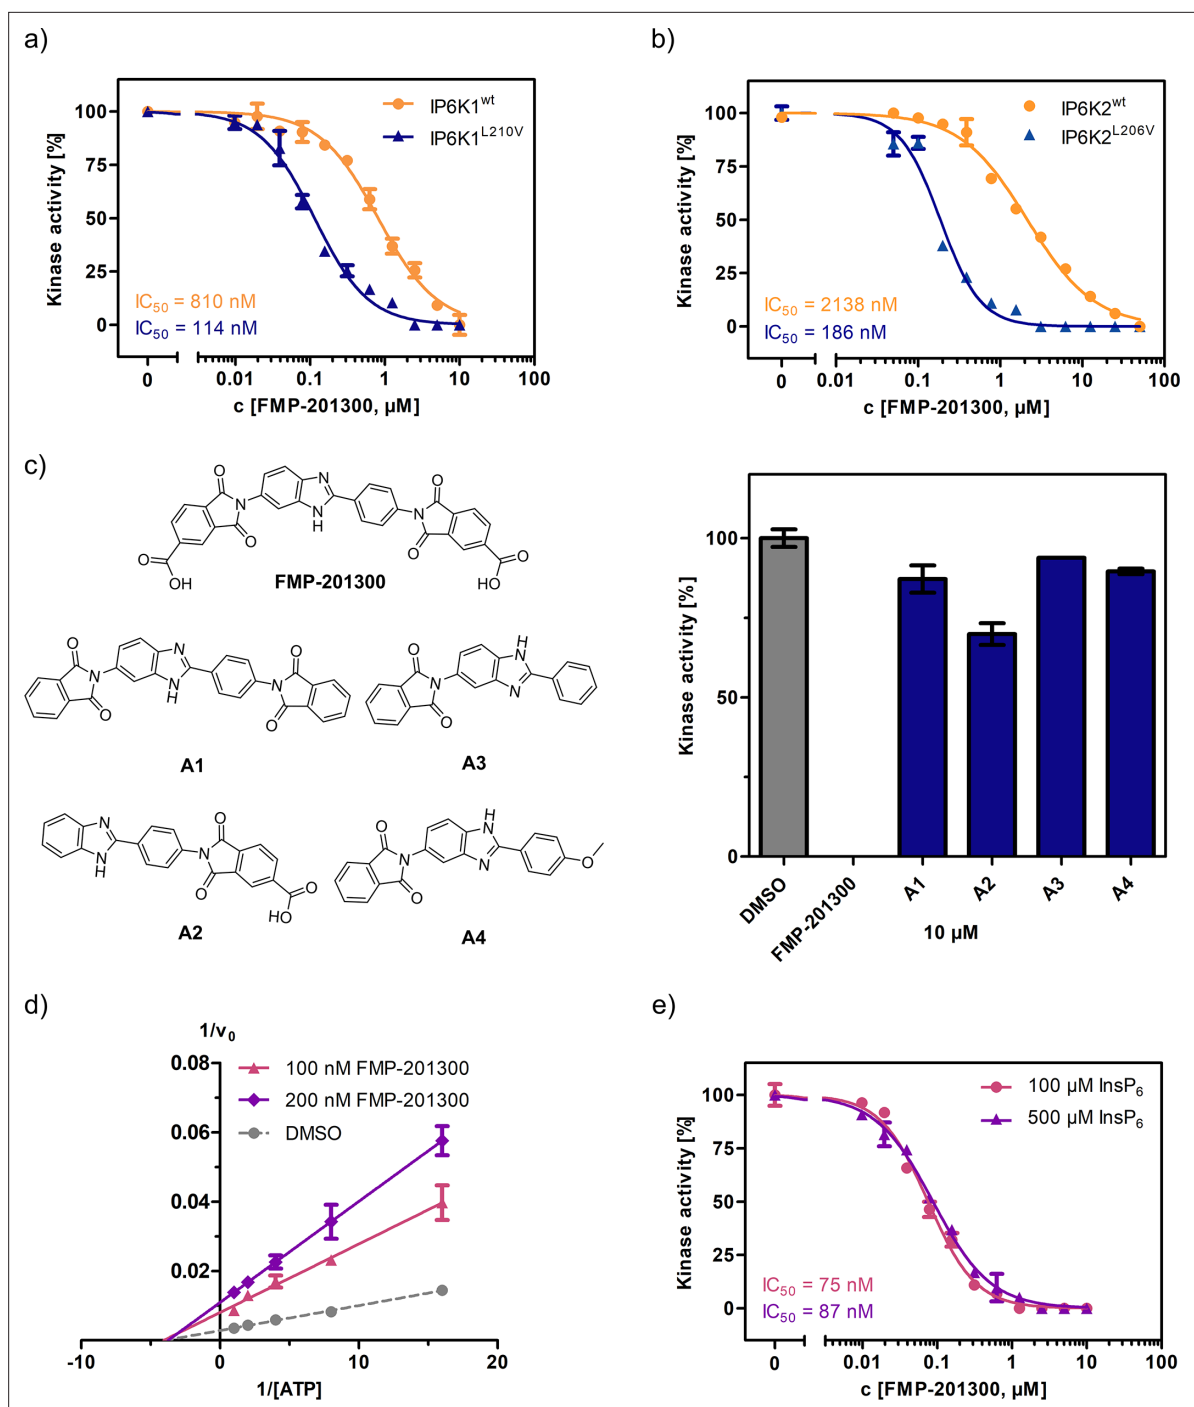 a)
IP6K1wt
IP6K1L210V
Kinase activity [%]
100
75
50
25
0
IC50 = 810 nM
IC50 = 114 nM
0
0.01
0.1
1
10
100
c [FMP-201300, µM]
b)
IP6K2wt
IP6K2L206V
Kinase activity [%]
100
75
50
25
0
IC50 = 2138 nM
IC50 = 186 nM
0
0.01
0.1
1
10
100
c [FMP-201300, µM]
c)
O
N
O
N
N
H
O
N
O
O
OH
O
HO
FMP-201300
O
N
O
N
N
H
O
N
O
A1
O
N
O
H
N
N
A3
N
N
H
O
N
O
O
HO
A2
O
N
O
H
N
N
O
A4
Kinase activity [%]
100
50
0
DMSO
FMP-201300
A1
A2
A3
A4
10 µM
d)
1/v0
0.08
0.06
0.04
0.02
100 nM FMP-201300
200 nM FMP-201300
DMSO
-10
0
10
20
1/[ATP]
e)
100 µM InsP6
500 µM InsP6
Kinase activity [%]
100
75
50
25
0
IC50 = 75 nM
IC50 = 87 nM
0
0.01
0.1
1
10
100
c [FMP-201300, µM]